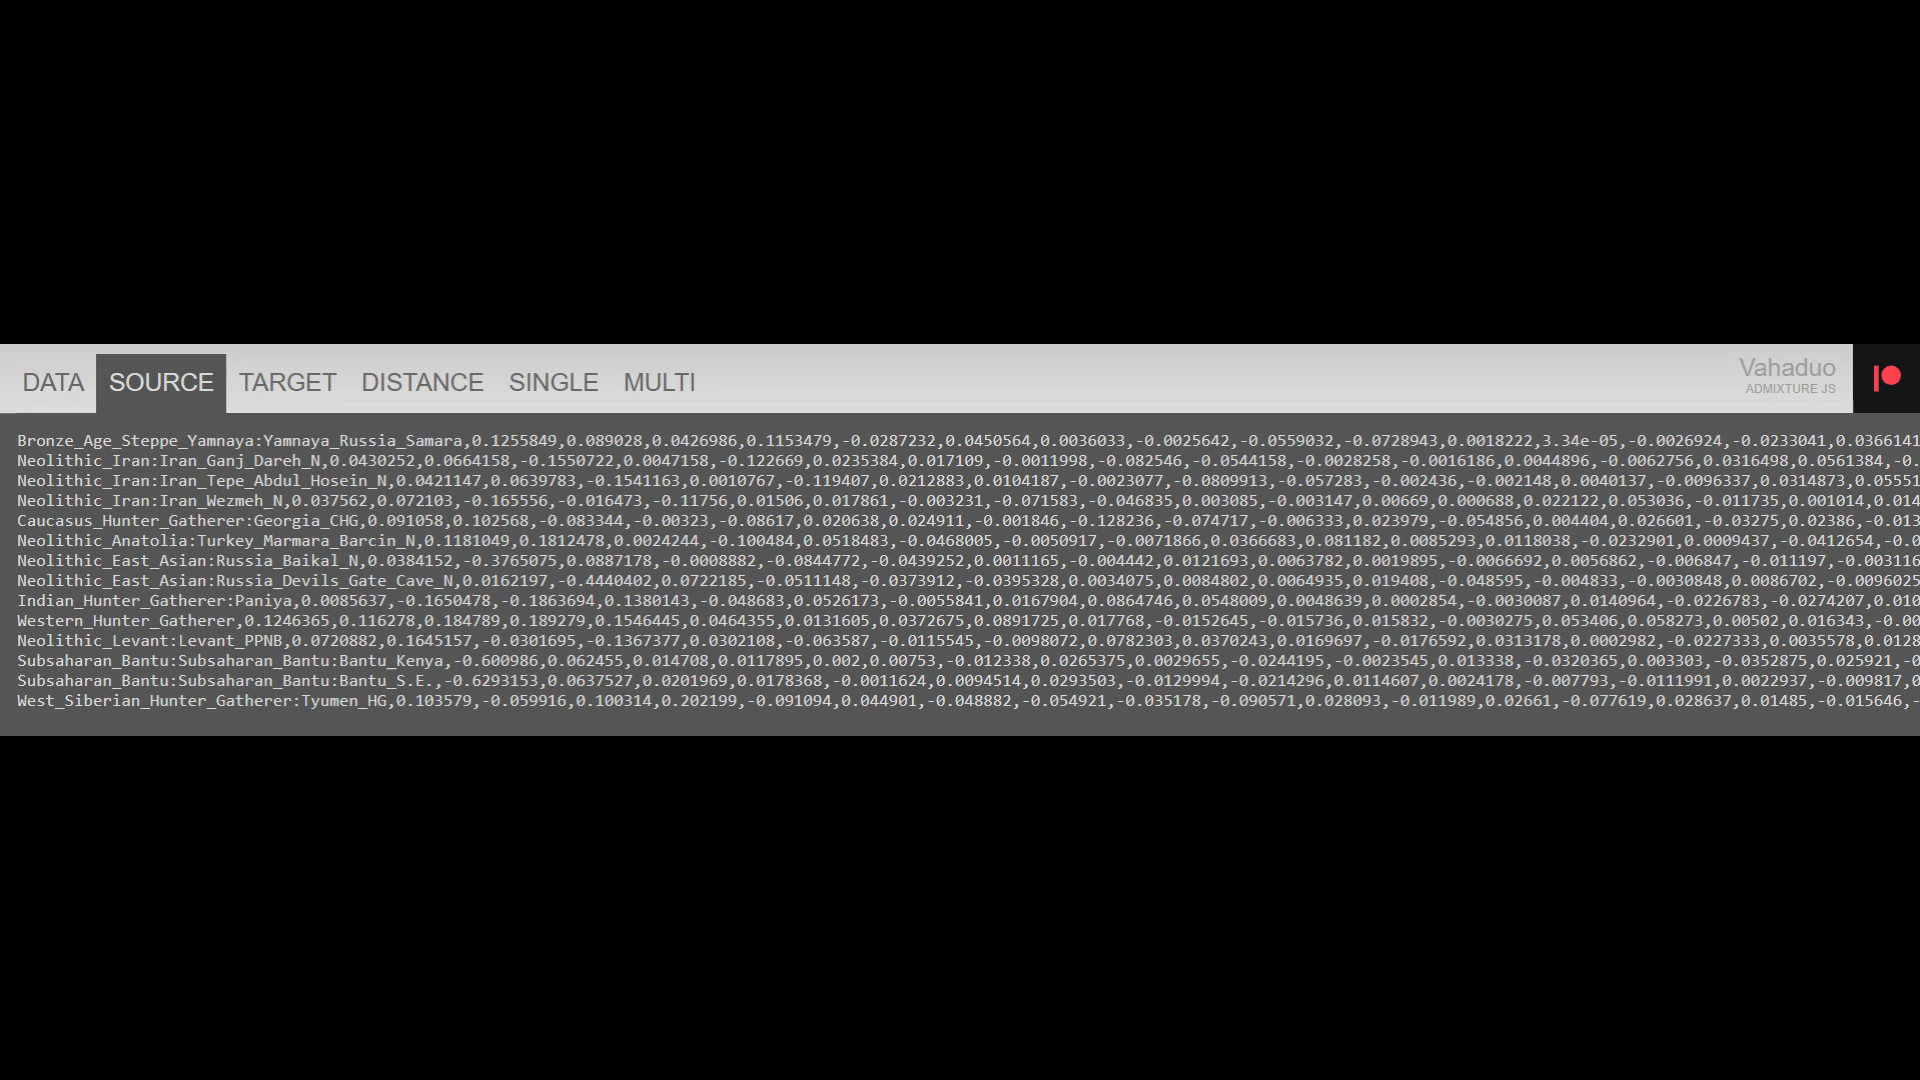 DATA SOURCE TARGET DISTANCE SINGLE MULTI
Vahaduo
ADMIXTURE JS
Bronze_Age_Steppe_Yamnaya:Yamnaya_Russia_Samara,0.1255849,0.089028,0.0426986,0.1153479,-0.0287232,0.0450564,0.0036033,-0.0025642,-0.0559032,-0.0728943,0.0018222,3.34e-05,-0.0026924,-0.0233041,0.0366141
Neolithic_Iran:Iran_Ganj_Dareh_N,0.0430252,0.0664158,-0.1550722,0.0047158,-0.122669,0.0235384,0.017109,-0.0011998,-0.082546,-0.0544158,-0.0028258,-0.0016186,0.0044896,-0.0062756,0.0316498,0.0561384,-0.
Neolithic_Iran:Iran_Tepe_Abdul_Hosein_N,0.0421147,0.0639783,-0.1541163,0.0010767,-0.119407,0.0212883,0.0104187,-0.0023077,-0.0809913,-0.057283,-0.002436,-0.002148,0.0040137,-0.0096337,0.0314873,0.05551
Neolithic_Iran:Iran_Wezmeh_N,0.037562,0.072103,-0.165556,-0.016473,-0.11756,0.01506,0.017861,-0.003231,-0.071583,-0.046835,0.003085,-0.003147,0.00669,0.000688,0.022122,0.053036,-0.011735,0.001014,0.014
Caucasus_Hunter_Gatherer:Georgia_CHG,0.091058,0.102568,-0.083344,-0.00323,-0.08617,0.020638,0.024911,-0.001846,-0.128236,-0.074717,-0.006333,0.023979,-0.054856,0.004404,0.026601,-0.03275,0.02386,-0.013
Neolithic_Anatolia:Turkey_Marmara_Barcin_N,0.1181049,0.1812478,0.0024244,-0.100484,0.0518483,-0.0468005,-0.0050917,-0.0071866,0.0366683,0.081182,0.0085293,0.0118038,-0.0232901,0.0009437,-0.0412654,-0.0
Neolithic_East_Asian:Russia_Baikal_N,0.0384152,-0.3765075,0.0887178,-0.0008882,-0.0844772,-0.0439252,0.0011165,-0.004442,0.0121693,0.0063782,0.0019895,-0.0066692,0.0056862,-0.006847,-0.011197,-0.003116
Neolithic_East_Asian:Russia_Devils_Gate_Cave_N,0.0162197,-0.4440402,0.0722185,-0.0511148,-0.0373912,-0.0395328,0.0034075,0.0084802,0.0064935,0.019408,-0.048595,-0.004833,-0.0030848,0.0086702,-0.0096025
Indian_Hunter_Gatherer:Paniya,0.0085637,-0.1650478,-0.1863694,0.1380143,-0.048683,0.0526173,-0.0055841,0.0167904,0.0864746,0.0548009,0.0048639,0.0002854,-0.0030087,0.0140964,-0.0226783,-0.0274207,0.010
Western_Hunter_Gatherer,0.1246365,0.116278,0.184789,0.189279,0.1546445,0.0464355,0.0131605,0.0372675,0.0891725,0.017768,-0.0152645,-0.015736,0.015832,-0.0030275,0.053406,0.058273,0.00502,0.016343,-0.00
Neolithic_Levant:Levant_PPNB,0.0720882,0.1645157,-0.0301695,-0.1367377,0.0302108,-0.063587,-0.0115545,-0.0098072,0.0782303,0.0370243,0.0169697,-0.0176592,0.0313178,0.0002982,-0.0227333,0.0035578,0.0128
Subsaharan_Bantu:Subsaharan_Bantu:Bantu_Kenya,-0.600986,0.062455,0.014708,0.0117895,0.002,0.00753,-0.012338,0.0265375,0.0029655,-0.0244195,-0.0023545,0.013338,-0.0320365,0.003303,-0.0352875,0.025921,-0
Subsaharan_Bantu:Subsaharan_Bantu:Bantu_S.E.,-0.6293153,0.0637527,0.0201969,0.0178368,-0.0011624,0.0094514,0.0293503,-0.0129994,-0.0214296,0.0114607,0.0024178,-0.007793,-0.0111991,0.0022937,-0.009817,0
West_Siberian_Hunter_Gatherer:Tyumen_HG,0.103579,-0.059916,0.100314,0.202199,-0.091094,0.044901,-0.048882,-0.054921,-0.035178,-0.090571,0.028093,-0.011989,0.02661,-0.077619,0.028637,0.01485,-0.015646,-